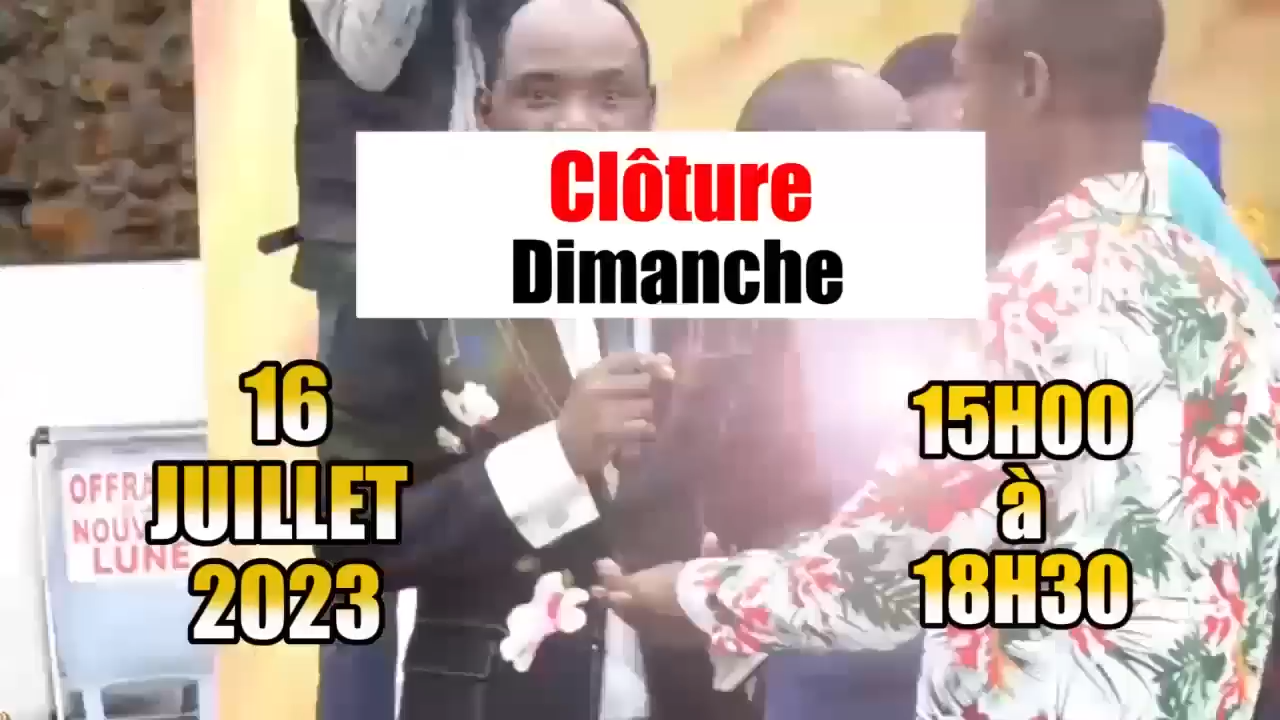 Clôture
Dimanche
16
JUILLET
2023
15H00
à
18H30
OFFRA
NOUV
LUNE